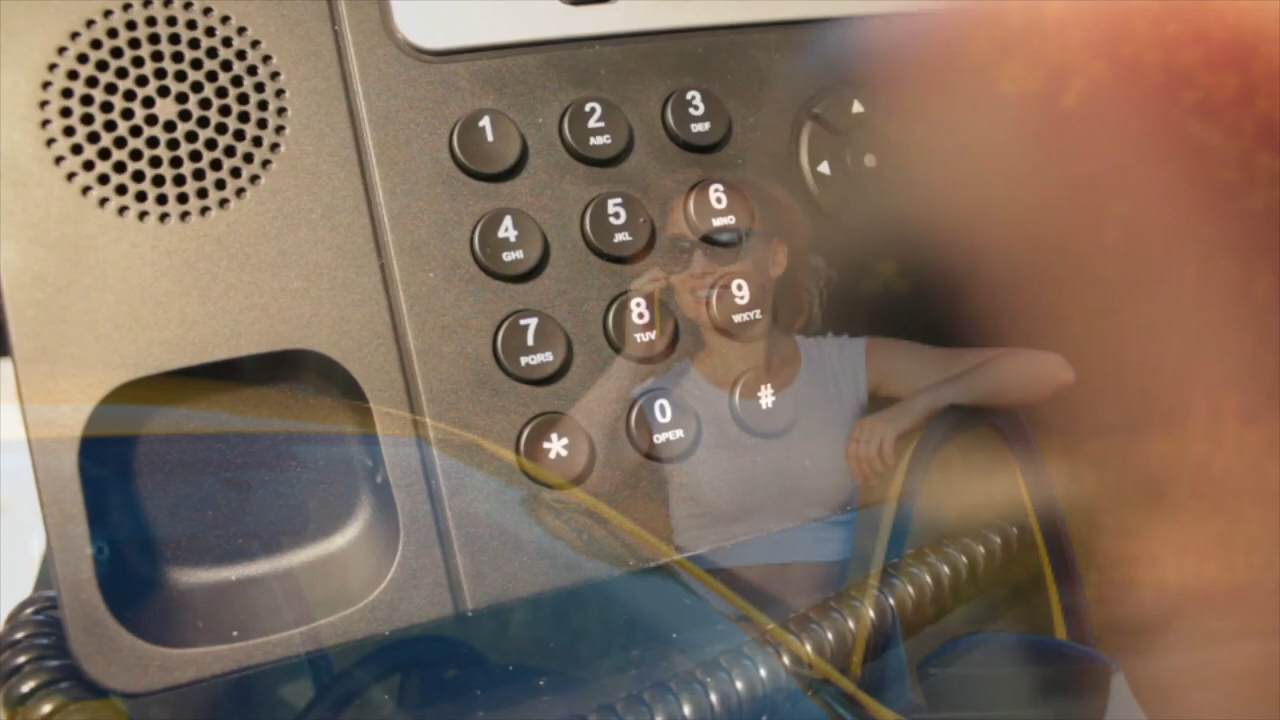 1 2 ABC 3 DEF
4 GHI 5 JKL 6 MNO
7 PQRS 8 TUV 9 WXYZ
* 0 OPER #